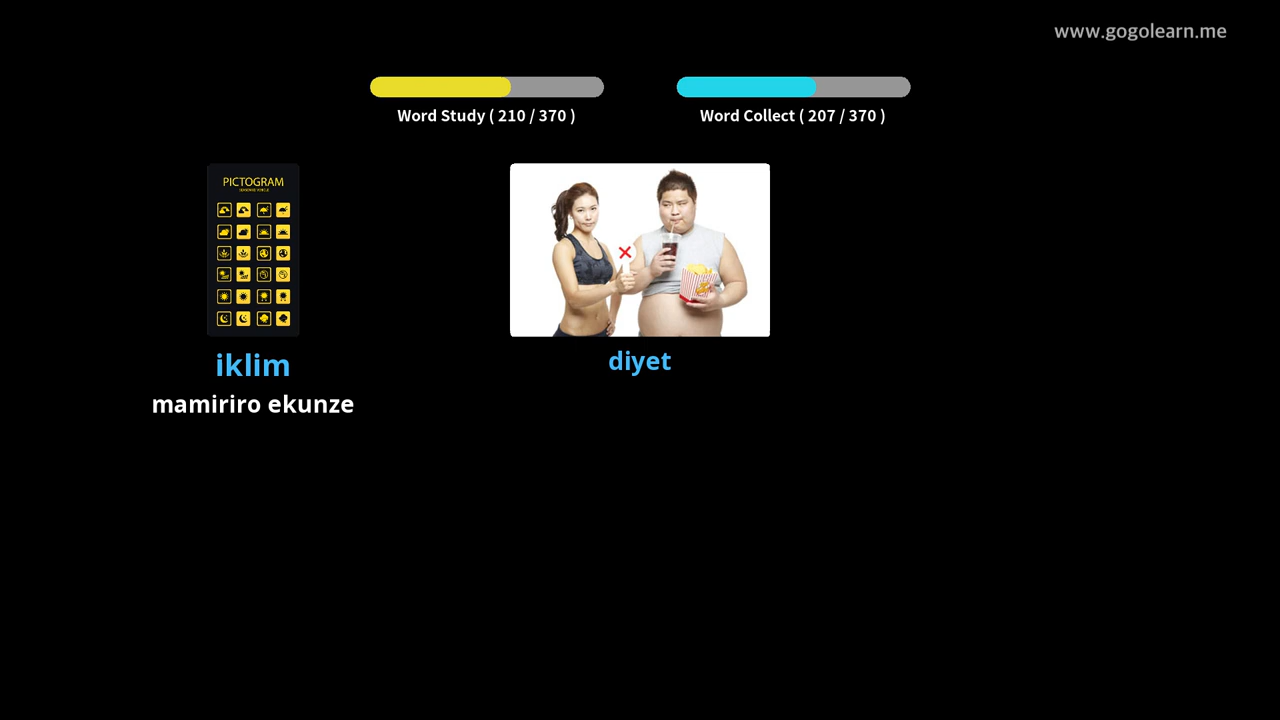 www.gogolearn.me
Word Study ( 210 / 370 )
Word Collect ( 207 / 370 )
PICTOGRAM
iklim
mamiriro ekunze
diyet